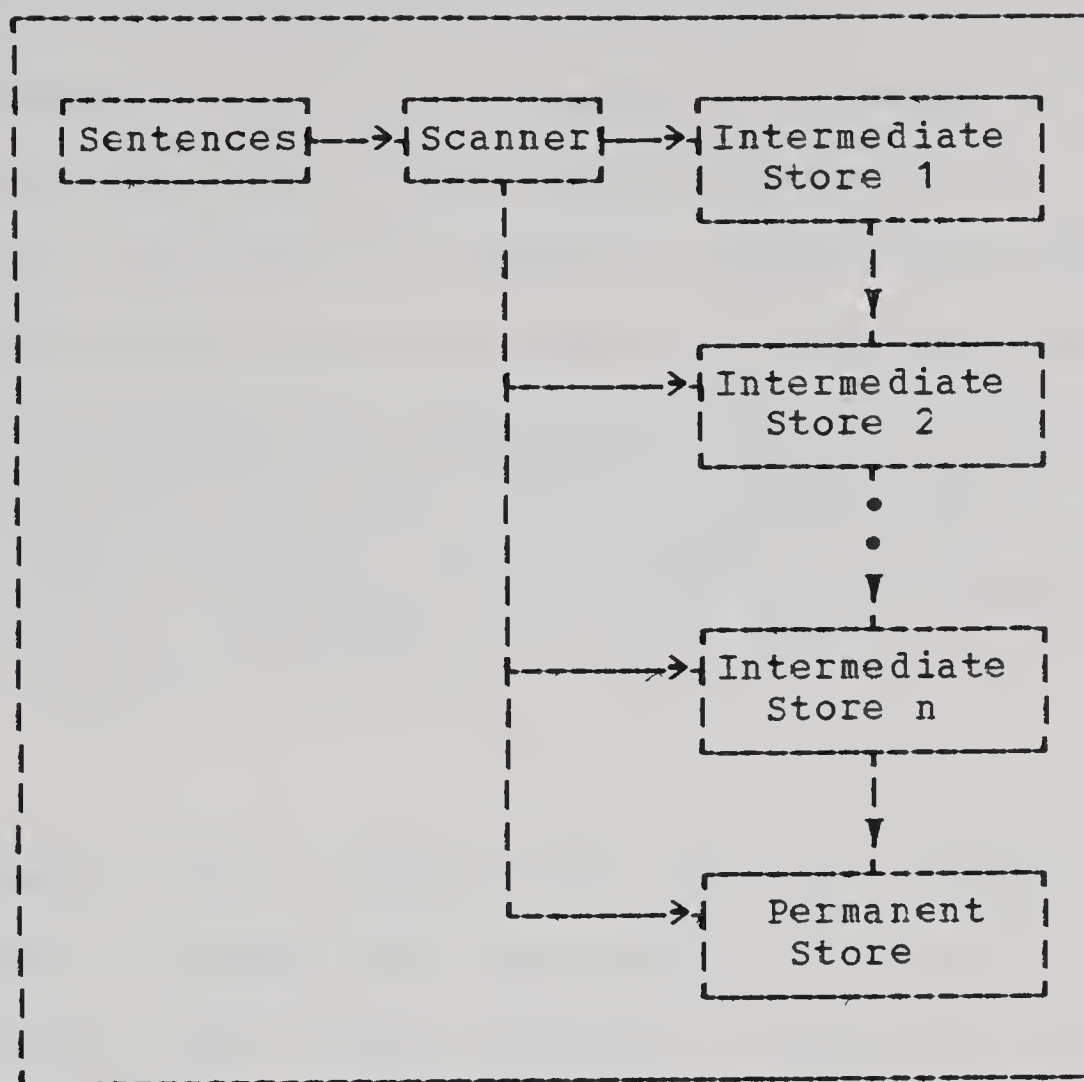 Sentences
Scanner
Intermediate
Store 1
Intermediate
Store 2
Intermediate
Store n
Permanent
Store